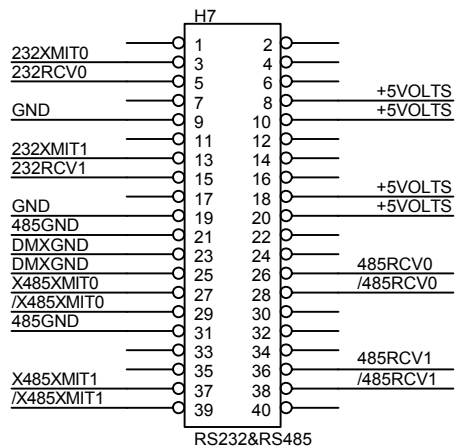 H7
1 2
232XMIT0 3 4
232RCV0 5 6
7 8 +5VOLTS
GND 9 10 +5VOLTS
11 12
232XMIT1 13 14
232RCV1 15 16
17 18 +5VOLTS
GND 19 20 +5VOLTS
485GND 21 22
DMXGND 23 24
DMXGND 25 26 485RCV0
X485XMIT0 27 28 /485RCV0
/X485XMIT0 29 30
485GND 31 32
33 34
35 36 485RCV1
X485XMIT1 37 38 /485RCV1
/X485XMIT1 39 40
RS232&RS485